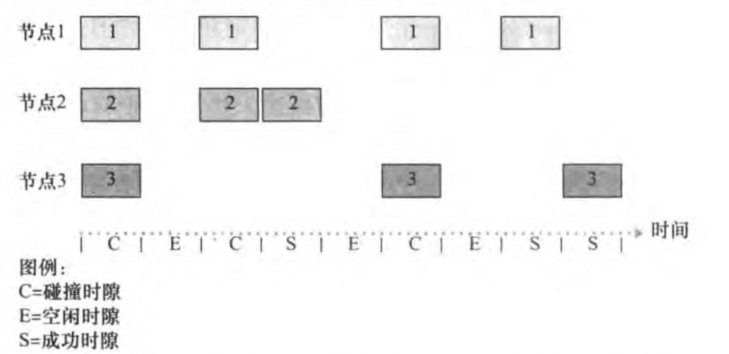 节点1 1 1 1 1
节点2 2 2 2
节点3 3 3 3
时间
| C | E | C | S | E | C | E | S | S |
图例：
C=碰撞时隙
E=空闲时隙
S=成功时隙